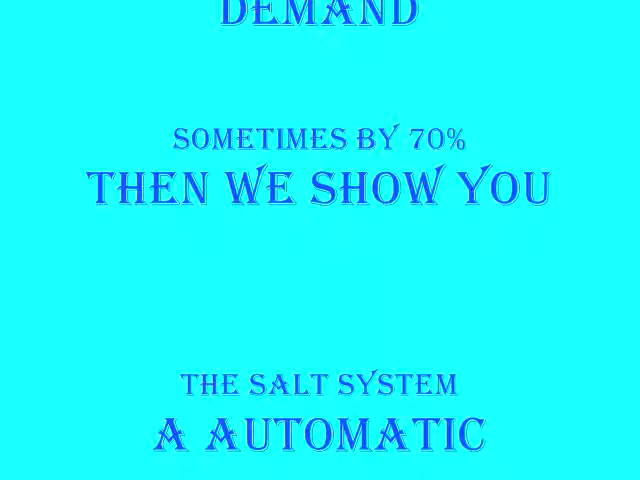 DEMAND
SOMETIMES BY 70%
THEN WE SHOW YOU
THE SALT SYSTEM
A AUTOMATIC